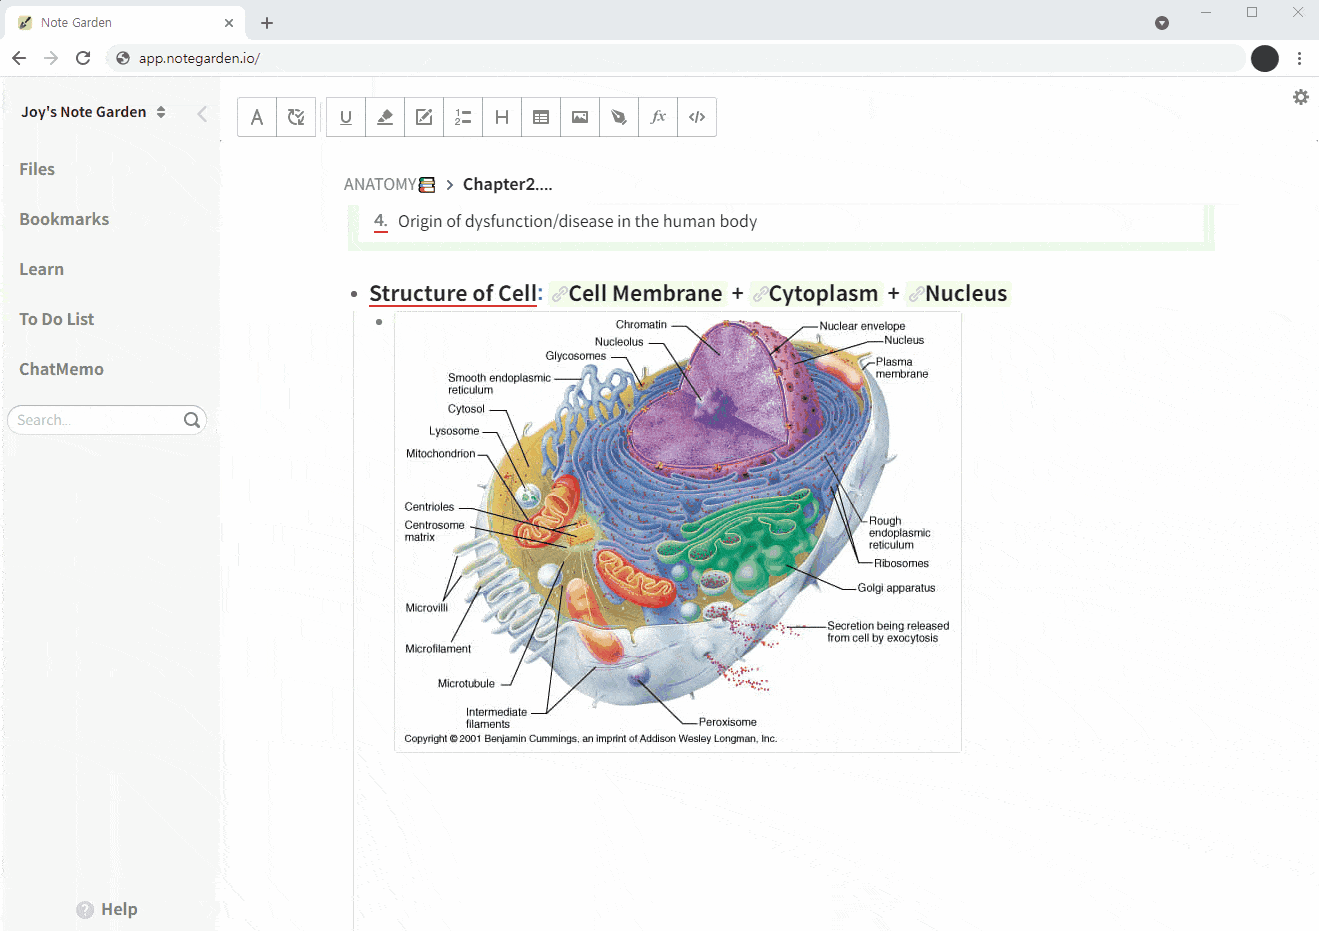 Note Garden
app.notegarden.io/
Joy's Note Garden
Files
Bookmarks
Learn
To Do List
ChatMemo
Search...
Help
A
U
1
2
H
fx
</>
ANATOMY > Chapter2....
4. Origin of dysfunction/disease in the human body
Structure of Cell: Cell Membrane + Cytoplasm + Nucleus
Chromatin
Nucleolus
Glycosomes
Smooth endoplasmic
reticulum
Cytosol
Lysosome
Mitochondrion
Centrioles
Centrosome
matrix
Microvilli
Microfilament
Microtubule
Intermediate
filaments
Nuclear envelope
Nucleus
Plasma
membrane
Rough
endoplasmic
reticulum
Ribosomes
Golgi apparatus
Secretion being released
from cell by exocytosis
Peroxisome
Copyright © 2001 Benjamin Cummings, an imprint of Addison Wesley Longman, Inc.